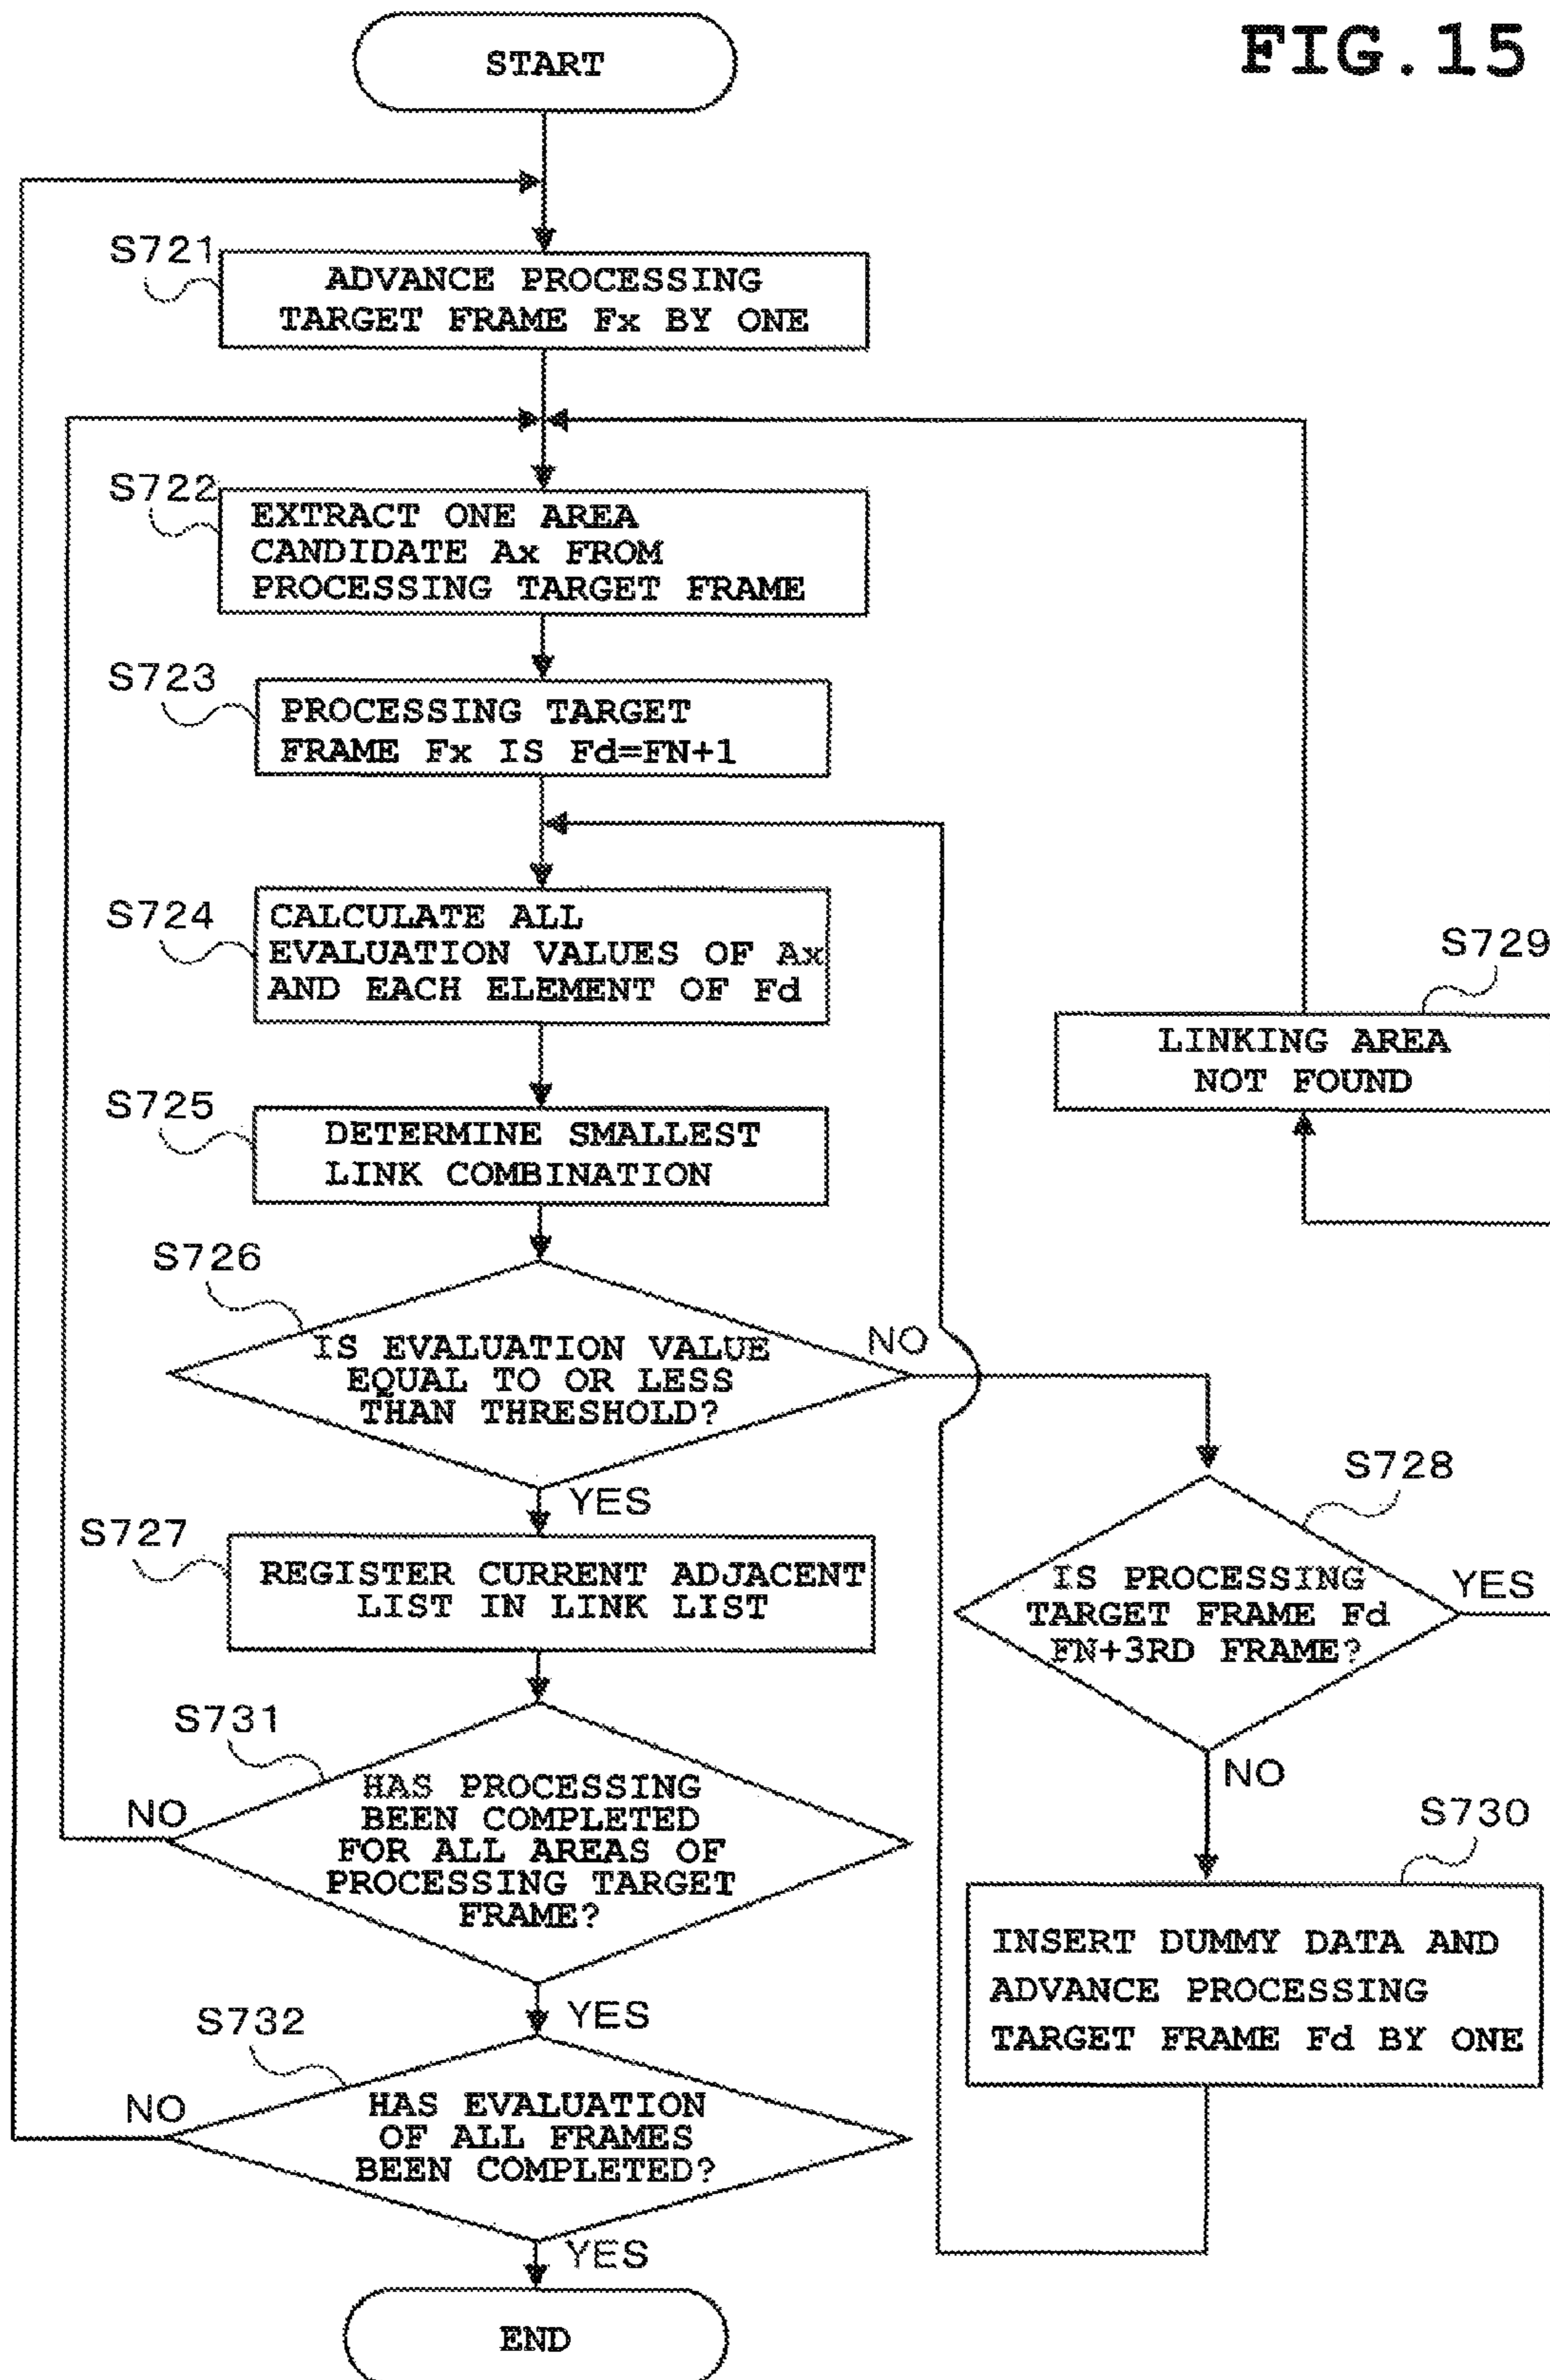 FIG.15
START
S721
ADVANCE PROCESSING
TARGET FRAME Fx BY ONE
S722
EXTRACT ONE AREA
CANDIDATE Ax FROM
PROCESSING TARGET FRAME
S723
PROCESSING TARGET
FRAME Fx IS Fd=FN+1
S724
CALCULATE ALL
EVALUATION VALUES OF Ax
AND EACH ELEMENT OF Fd
S725
DETERMINE SMALLEST
LINK COMBINATION
S726
IS EVALUATION VALUE
EQUAL TO OR LESS
THAN THRESHOLD?
NO
YES
S727
REGISTER CURRENT ADJACENT
LIST IN LINK LIST
S731
HAS PROCESSING
BEEN COMPLETED
FOR ALL AREAS OF
PROCESSING TARGET
FRAME?
NO
YES
S732
HAS EVALUATION
OF ALL FRAMES
BEEN COMPLETED?
NO
YES
END
S729
LINKING AREA
NOT FOUND
S728
IS PROCESSING
TARGET FRAME Fd
FN+3RD FRAME?
YES
NO
S730
INSERT DUMMY DATA AND
ADVANCE PROCESSING
TARGET FRAME Fd BY ONE